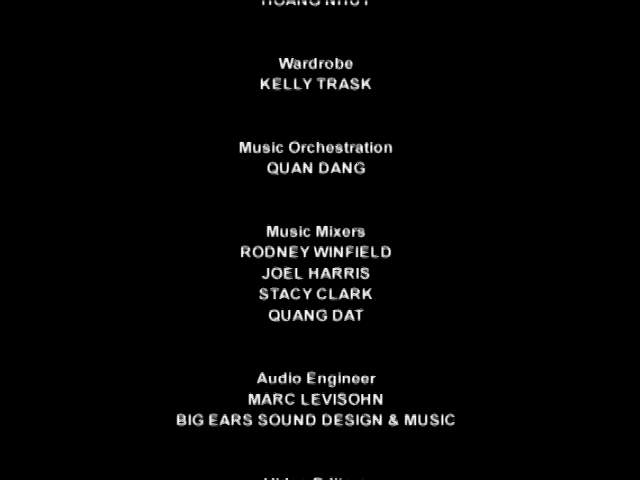 HOANG NHUT
Wardrobe
KELLY TRASK
Music Orchestration
QUAN DANG
Music Mixers
RODNEY WINFIELD
JOEL HARRIS
STACY CLARK
QUANG DAT
Audio Engineer
MARC LEVISOHN
BIG EARS SOUND DESIGN & MUSIC